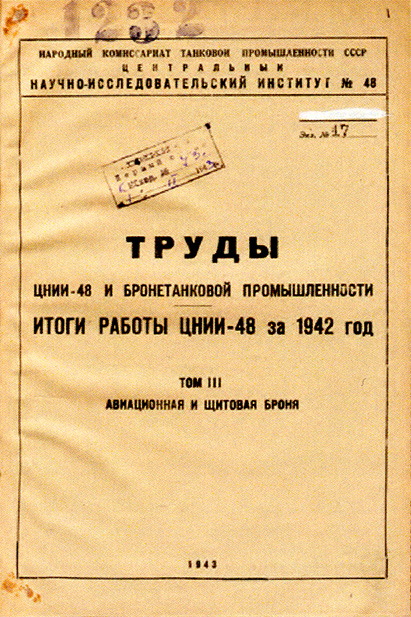 1232
НАРОДНЫЙ КОМИССАРИАТ ТАНКОВОЙ ПРОМЫШЛЕННОСТИ СССР
ЦЕНТРАЛЬНЫЙ
НАУЧНО-ИССЛЕДОВАТЕЛЬСКИЙ ИНСТИТУТ № 48
Экз. № 17
ТРУДЫ
ЦНИИ-48 И БРОНЕТАНКОВОЙ ПРОМЫШЛЕННОСТИ
ИТОГИ РАБОТЫ ЦНИИ-48 за 1942 год
ТОМ III
АВИАЦИОННАЯ И ЩИТОВАЯ БРОНЯ
1943